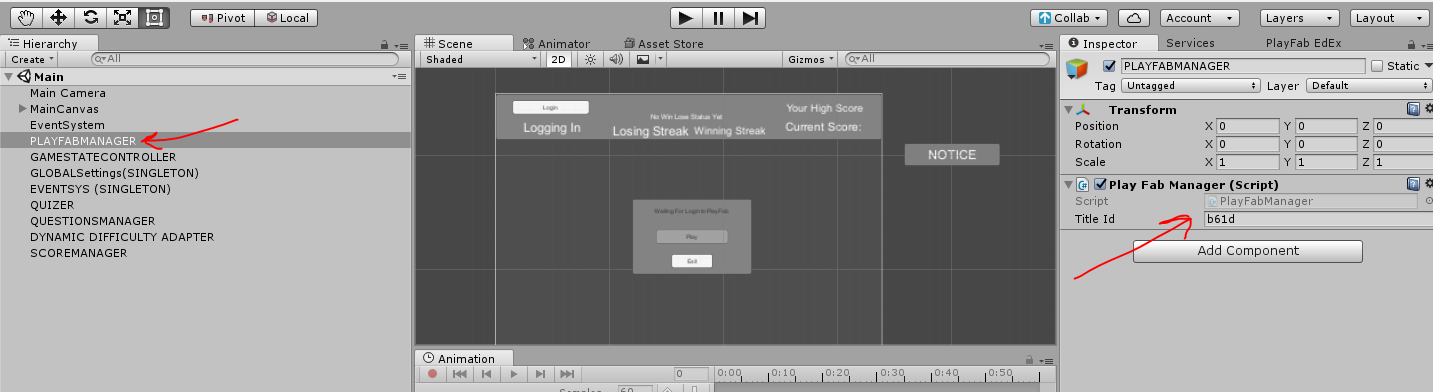 Pivot Local Collab Account Layers Layout
Hierarchy
Create All
Main
Main Camera
MainCanvas
EventSystem
PLAYFABMANAGER
GAMESTATECONTROLLER
GLOBALSettings(SINGLETON)
EVENTSYS (SINGLETON)
QUIZER
QUESTIONSMANAGER
DYNAMIC DIFFICULTY ADAPTER
SCOREMANAGER
Scene Animator Asset Store
Shaded 2D Gizmos All
Login
Logging In
No Win Lose Status Yet
Losing Streak Winning Streak
Your High Score
Current Score:
NOTICE
Waiting For Login to PlayFab
Play
Exit
Animation
0 0:00 0:10 0:20 0:30 0:40 0:50
Samples 60
Inspector Services PlayFab EdEx
PLAYFABMANAGER Static
Tag Untagged Layer Default
Transform
Position X 0 Y 0 Z 0
Rotation X 0 Y 0 Z 0
Scale X 1 Y 1 Z 1
Play Fab Manager (Script)
Script PlayFabManager
Title Id b61d
Add Component